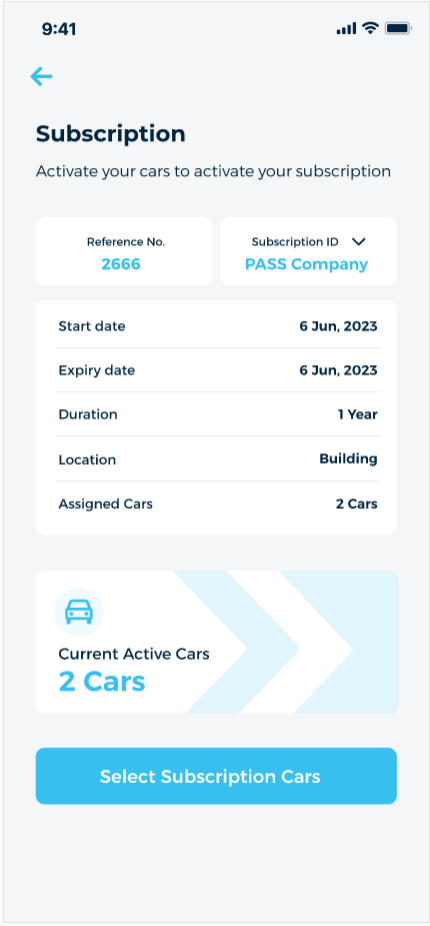 9:41
Subscription
Activate your cars to activate your subscription
Reference No.
2666
Subscription ID
PASS Company
Start date 6 Jun, 2023
Expiry date 6 Jun, 2023
Duration 1 Year
Location Building
Assigned Cars 2 Cars
Current Active Cars
2 Cars
Select Subscription Cars